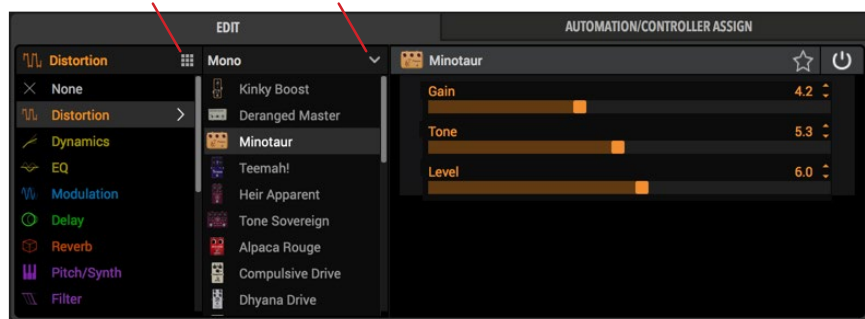 EDIT
AUTOMATION/CONTROLLER ASSIGN
Distortion
None
Distortion
Dynamics
EQ
Modulation
Delay
Reverb
Pitch/Synth
Filter
Mono
Kinky Boost
Deranged Master
Minotaur
Teemah!
Heir Apparent
Tone Sovereign
Alpaca Rouge
Compulsive Drive
Dhyana Drive
Minotaur
Gain 4.2
Tone 5.3
Level 6.0